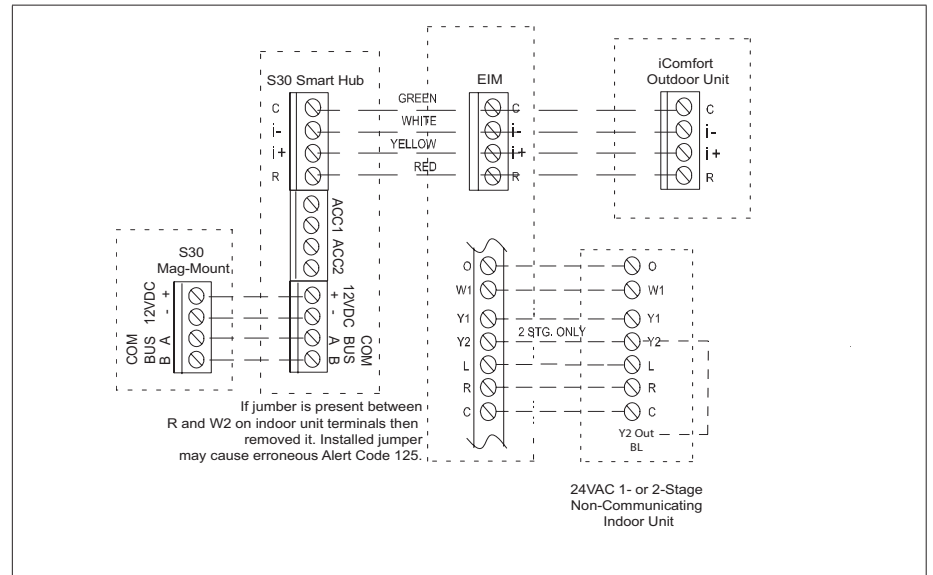 S30 Smart Hub
C
i-
i+
R
ACC1 ACC2
+ 12VDC
-
A BUS
B COM
GREEN
WHITE
YELLOW
RED
EIM
C
i-
i+
R
iComfort
Outdoor Unit
C
i-
i+
R
S30
Mag-Mount
12VDC +
-
BUS A
COM B
O
W1
Y1
Y2
L
R
C
2 STG. ONLY
O
W1
Y1
Y2
L
R
C
Y2 Out
BL
If jumber is present between
R and W2 on indoor unit terminals then
removed it. Installed jumper
may cause erroneous Alert Code 125.
24VAC 1- or 2-Stage
Non-Communicating
Indoor Unit